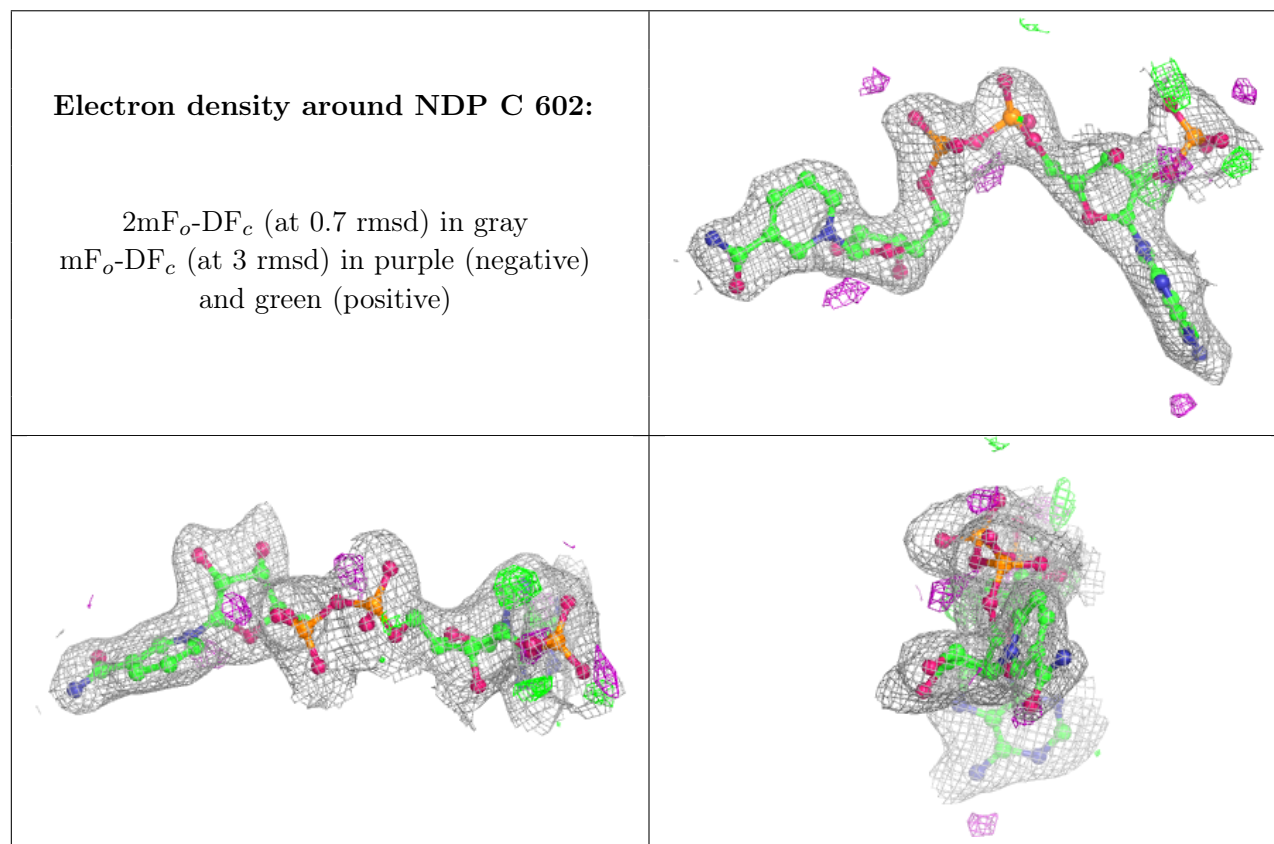 Electron density around NDP C 602:
2mFₒ-DF𝒸 (at 0.7 rmsd) in gray
mFₒ-DF𝒸 (at 3 rmsd) in purple (negative)
and green (positive)